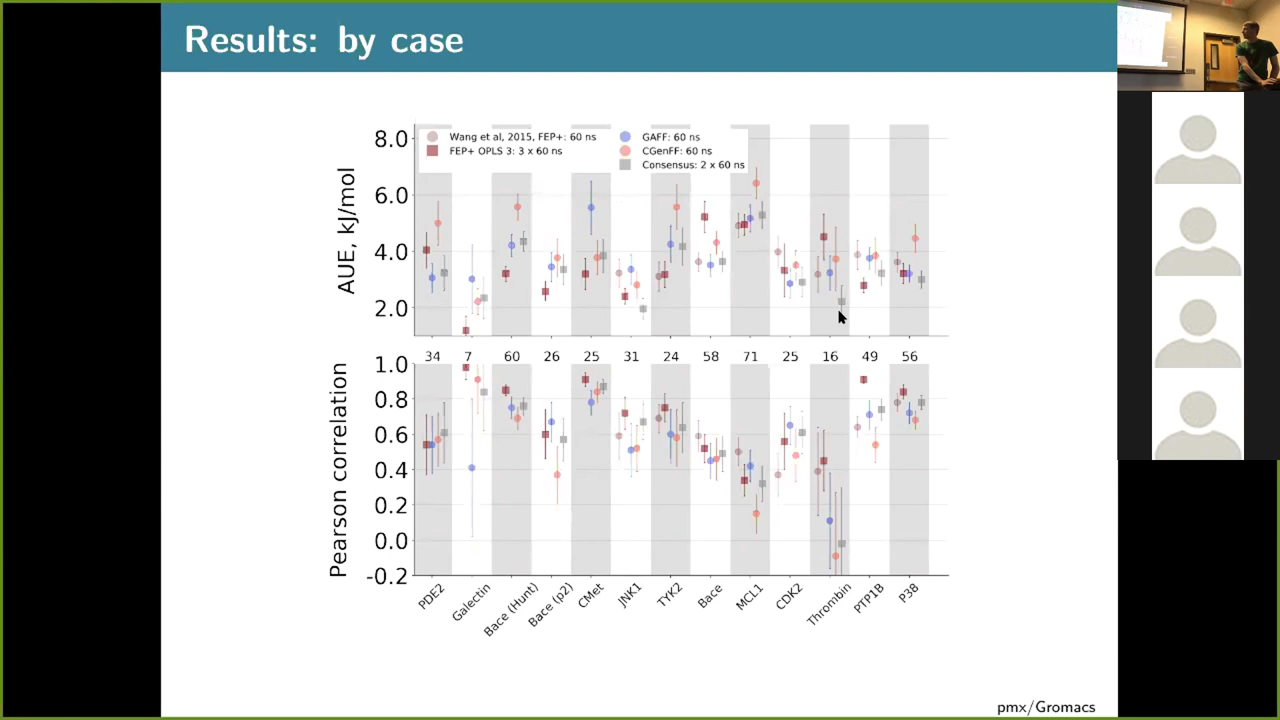 Results: by case
8.0
6.0
4.0
2.0
AUE, kJ/mol
Wang et al, 2015, FEP+: 60 ns
FEP+ OPLS 3: 3 x 60 ns
GAFF: 60 ns
CGenFF: 60 ns
Consensus: 2 x 60 ns
34 7 60 26 25 31 24 58 71 25 16 49 56
1.0
0.8
0.6
0.4
0.2
0.0
-0.2
Pearson correlation
PDE2
Galectin
Bace (Hunt)
Bace (p2)
CMet
JNK1
TYK2
Bace
MCL1
CDK2
Thrombin
PTP1B
P38
pmx/Gromacs